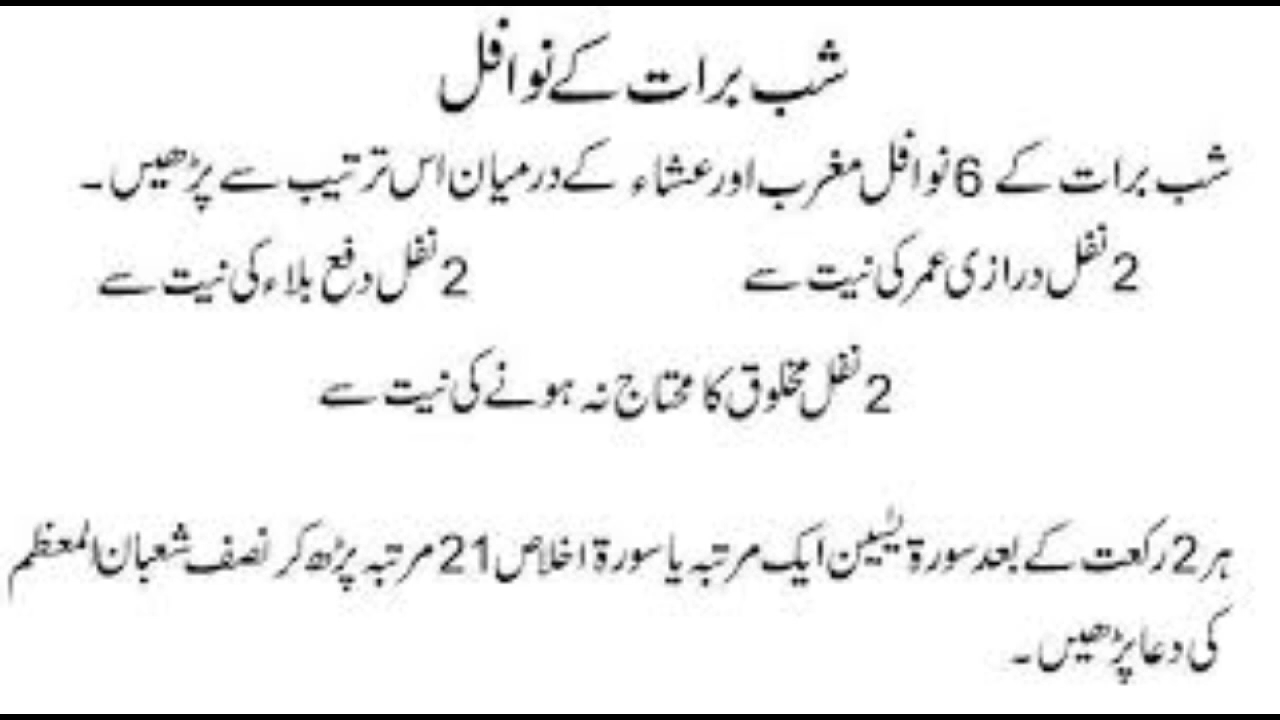 شب برات کے نوافل
شب برات کے 6 نوافل مغرب اور عشاء کے درمیان اس ترتیب سے پڑھیں۔
2 نفل درازی عمر کی نیت سے 2 نفل دفع بلاء کی نیت سے
2 نفل مخلوق کا محتاج نہ ہونے کی نیت سے
ہر 2 رکعت کے بعد سورۃ یٰسین ایک مرتبہ یا سورۃ اخلاص 21 مرتبہ پڑھ کر نصف شعبان المعظم
کی دعا پڑھیں۔